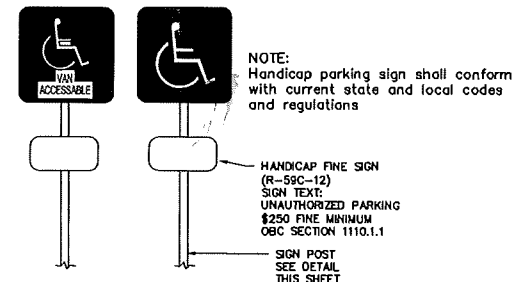 VAN
ACCESSABLE
NOTE:
Handicap parking sign shall conform
with current state and local codes
and regulations
HANDICAP FINE SIGN
(R-59C-12)
SIGN TEXT:
UNAUTHORIZED PARKING
$250 FINE MINIMUM
OBC SECTION 1110.1.1
SIGN POST
SEE DETAIL
THIS SHEET